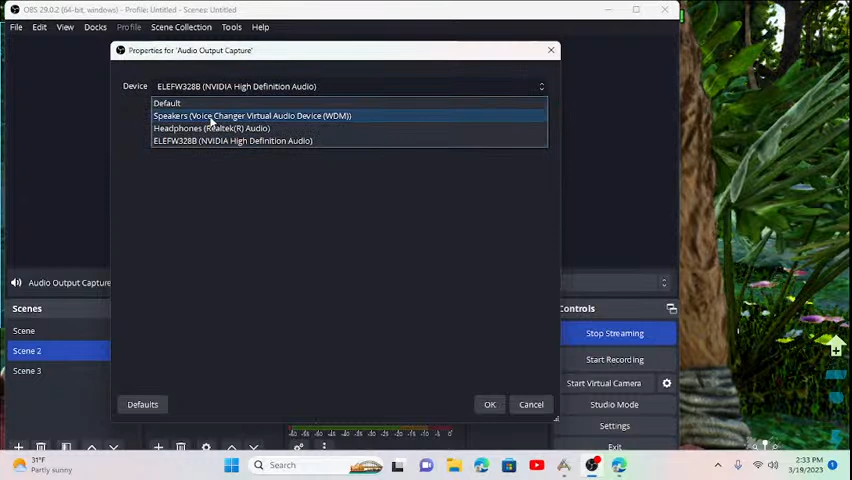 OBS 29.0.2 (64-bit, windows) - Profile: Untitled - Scenes: Untitled
File Edit View Docks Profile Scene Collection Tools Help
Properties for 'Audio Output Capture'
Device ELEFW328B (NVIDIA High Definition Audio)
Default
Speakers (Voice Changer Virtual Audio Device (WDM))
Headphones (Realtek(R) Audio)
ELEFW328B (NVIDIA High Definition Audio)
Audio Output Capture
Scenes
Controls
Scene
Stop Streaming
Scene 2
Start Recording
Scene 3
Start Virtual Camera
Defaults OK Cancel
Studio Mode
Settings
Exit
31°F
Partly sunny
Search
2:33 PM
3/19/2023